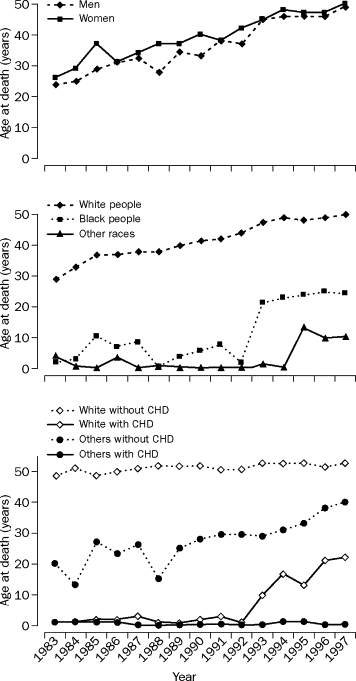 50
Men
Women
40
30
20
10
0
Age at death (years)
White people
Black people
Other races
50
40
30
20
10
0
Age at death (years)
White without CHD
White with CHD
Others without CHD
Others with CHD
50
40
30
20
10
0
Age at death (years)
1983 1984 1985 1986 1987 1988 1989 1990 1991 1992 1993 1994 1995 1996 1997
Year